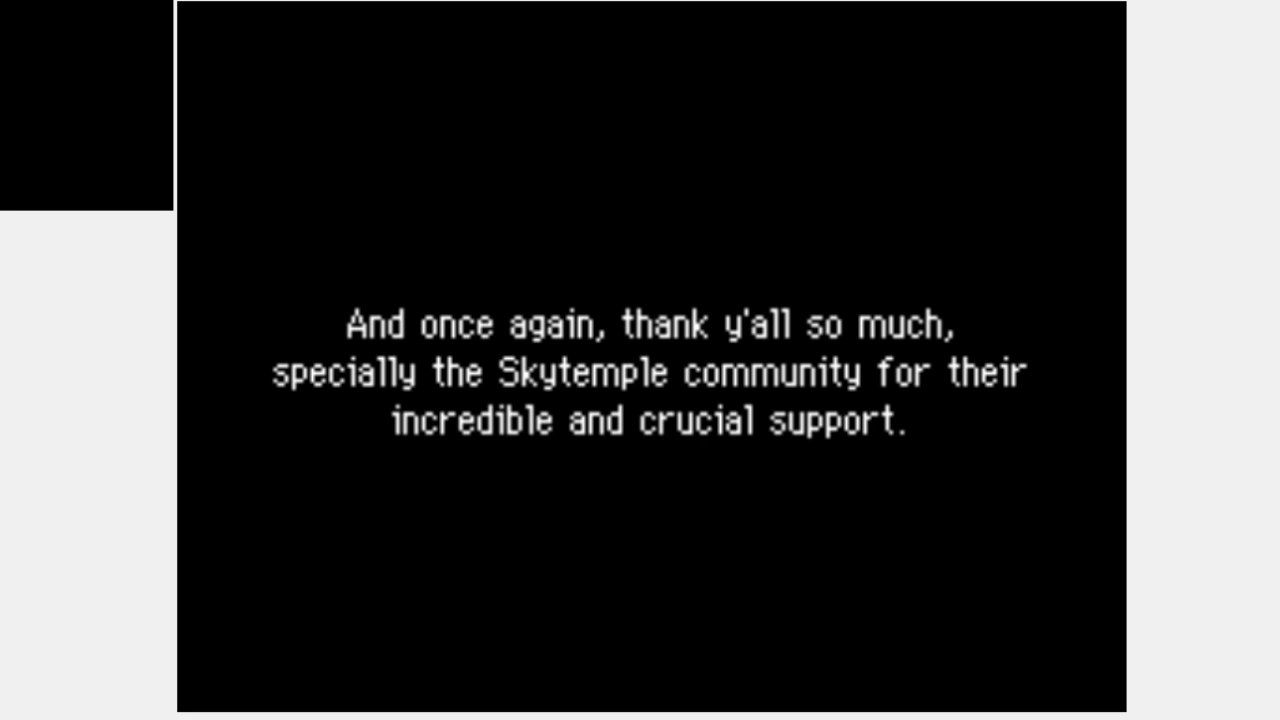 And once again, thank y'all so much,
specially the Skytemple community for their
incredible and crucial support.